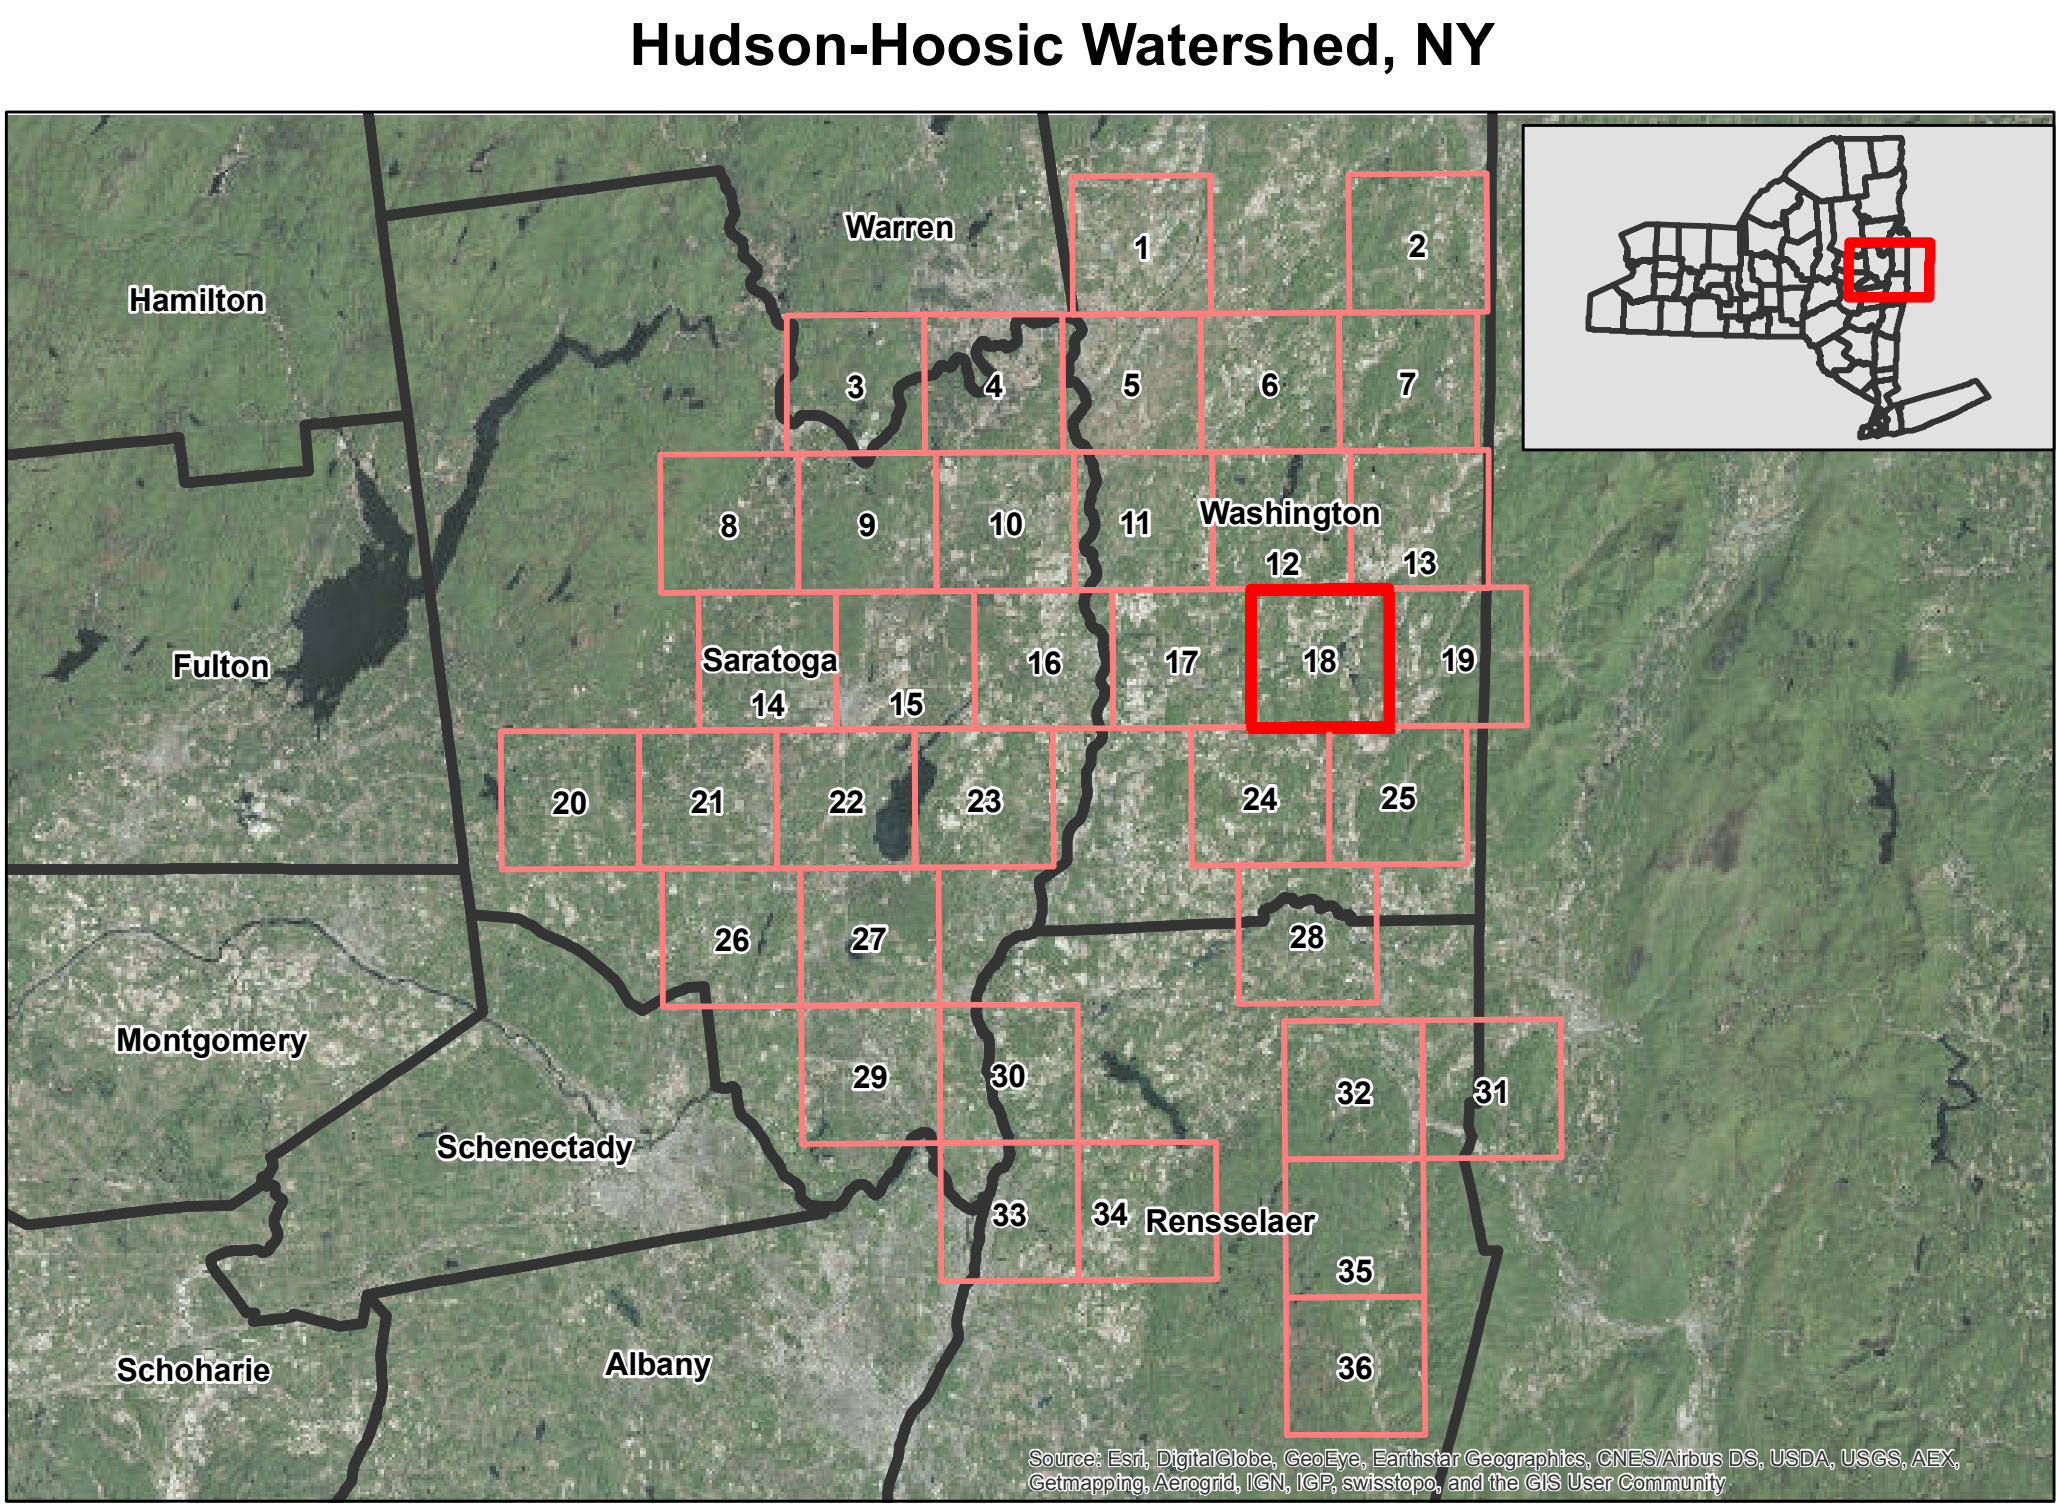 Hudson-Hoosic Watershed, NY
Warren
1
2
Hamilton
3
4
5
6
7
8
9
10
11
Washington
12
13
Fulton
Saratoga
14
15
16
17
18
19
20
21
22
23
24
25
26
27
28
Montgomery
29
30
32
31
Schenectady
33
34
Rensselaer
35
Schoharie
Albany
36
Source: Esri, DigitalGlobe, GeoEye, Earthstar Geographics, CNES/Airbus DS, USDA, USGS, AEX,
Getmapping, Aerogrid, IGN, IGP, swisstopo, and the GIS User Community